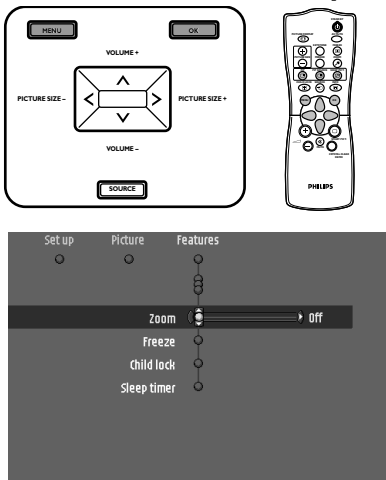 MENU
OK
VOLUME +
PICTURE SIZE –
PICTURE SIZE +
VOLUME –
SOURCE
PHILIPS
Set up
Picture
Features
Zoom
Off
Freeze
Child lock
Sleep timer